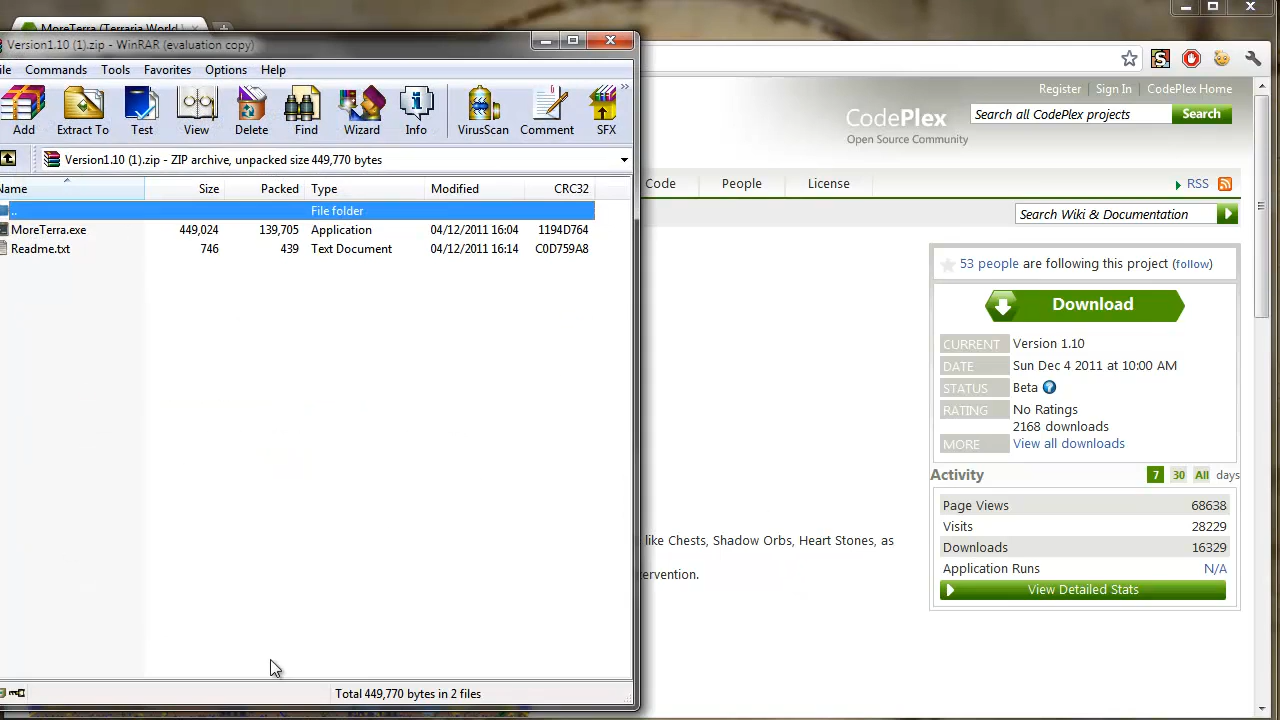 MoreTerra (Terraria World
Version1.10 (1).zip - WinRAR (evaluation copy)
ile Commands Tools Favorites Options Help
Add Extract To Test View Delete Find Wizard Info VirusScan Comment SFX
Version1.10 (1).zip - ZIP archive, unpacked size 449,770 bytes
Name Size Packed Type Modified CRC32
.. File folder
MoreTerra.exe 449,024 139,705 Application 04/12/2011 16:04 1194D764
Readme.txt 746 439 Text Document 04/12/2011 16:14 C0D759A8
Total 449,770 bytes in 2 files
Register Sign In CodePlex Home
CodePlex
Open Source Community
Search all CodePlex projects Search
Code People License RSS
Search Wiki & Documentation
53 people are following this project (follow)
Download
CURRENT Version 1.10
DATE Sun Dec 4 2011 at 10:00 AM
STATUS Beta
RATING No Ratings
2168 downloads
MORE View all downloads
Activity 7 30 All days
Page Views 68638
Visits 28229
Downloads 16329
Application Runs N/A
View Detailed Stats
like Chests, Shadow Orbs, Heart Stones, as
ervention.